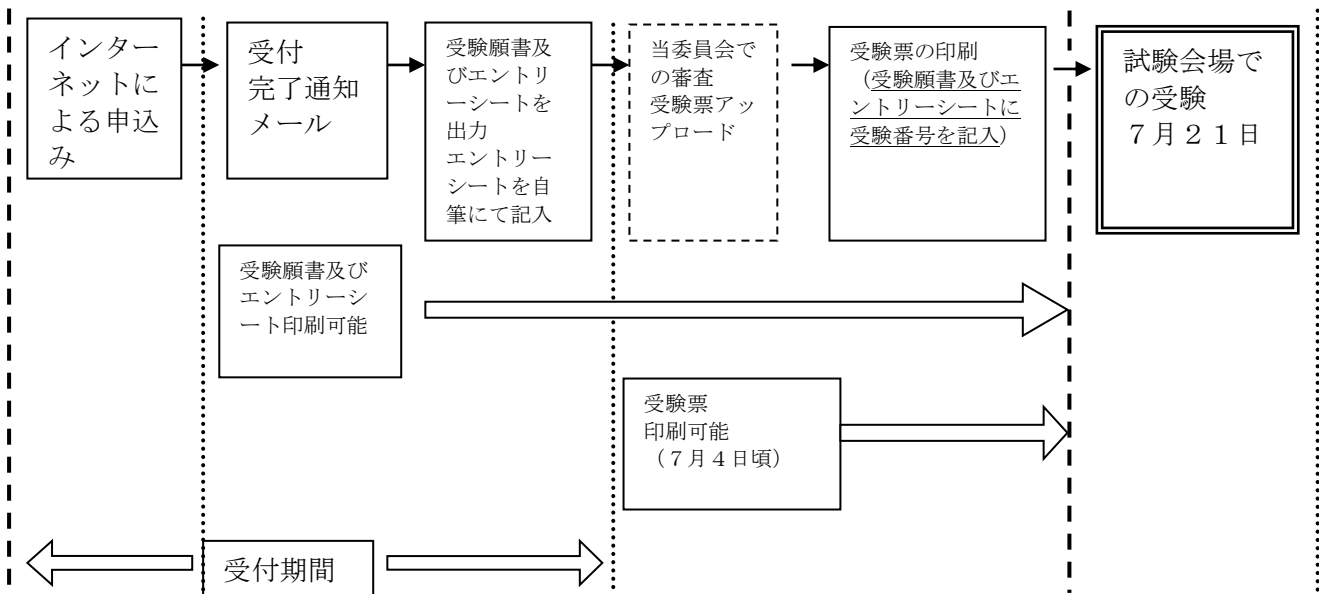 インター
ネットに
よる申込
み
受付
完了通知
メール
受験願書及
びエントリ
ーシートを
出力
エントリー
シートを自
筆にて記入
当委員会で
の審査
受験票アッ
プロード
受験票の印刷
（受験願書及びエ
ントリーシートに
受験番号を記入）
試験会場で
の受験
７月２１日
受験願書及び
エントリーシ
ート印刷可能
受験票
印刷可能
（７月４日頃）
受付期間